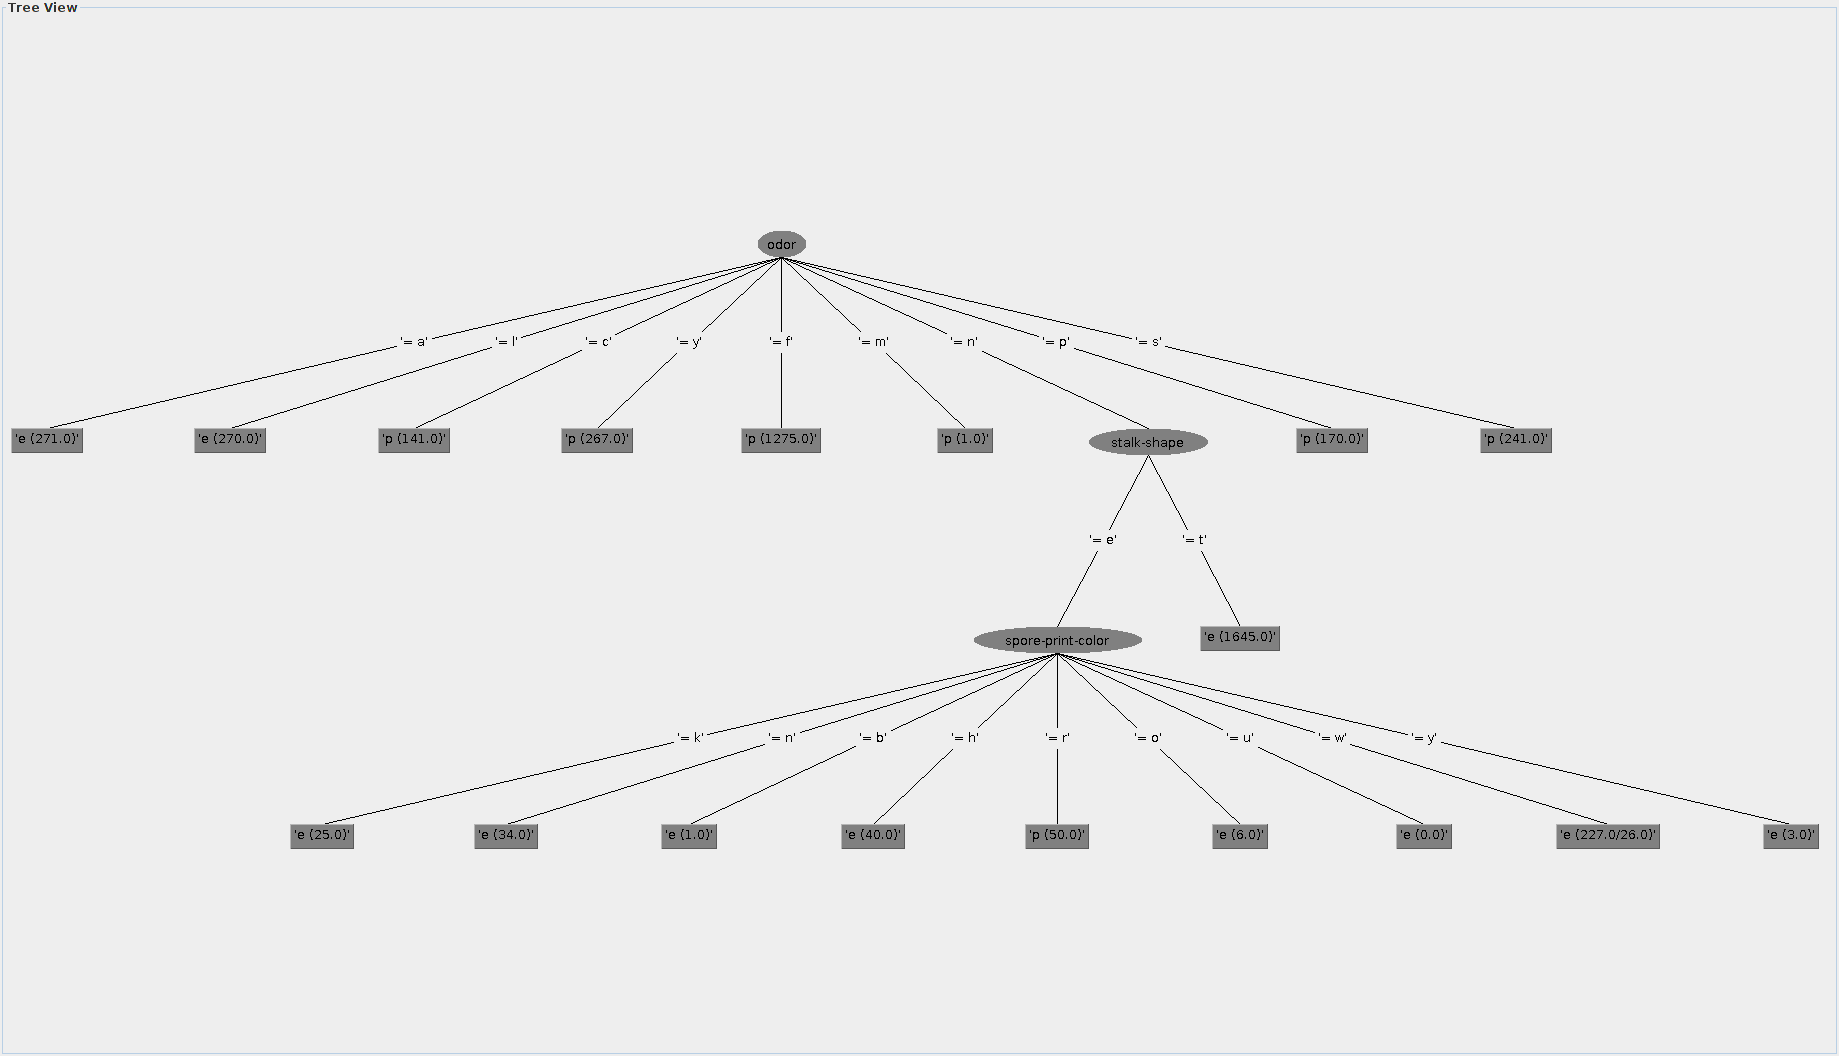 Tree View
odor
'= a' '= l' '= c' '= y' '= f' '= m' '= n' '= p' '= s'
'e (271.0)' 'e (270.0)' 'p (141.0)' 'p (267.0)' 'p (1275.0)' 'p (1.0)' stalk-shape 'p (170.0)' 'p (241.0)'
'= e' '= t'
spore-print-color 'e (1645.0)'
'= k' '= n' '= b' '= h' '= r' '= o' '= u' '= w' '= y'
'e (25.0)' 'e (34.0)' 'e (1.0)' 'e (40.0)' 'p (50.0)' 'e (6.0)' 'e (0.0)' 'e (227.0/26.0)' 'e (3.0)'